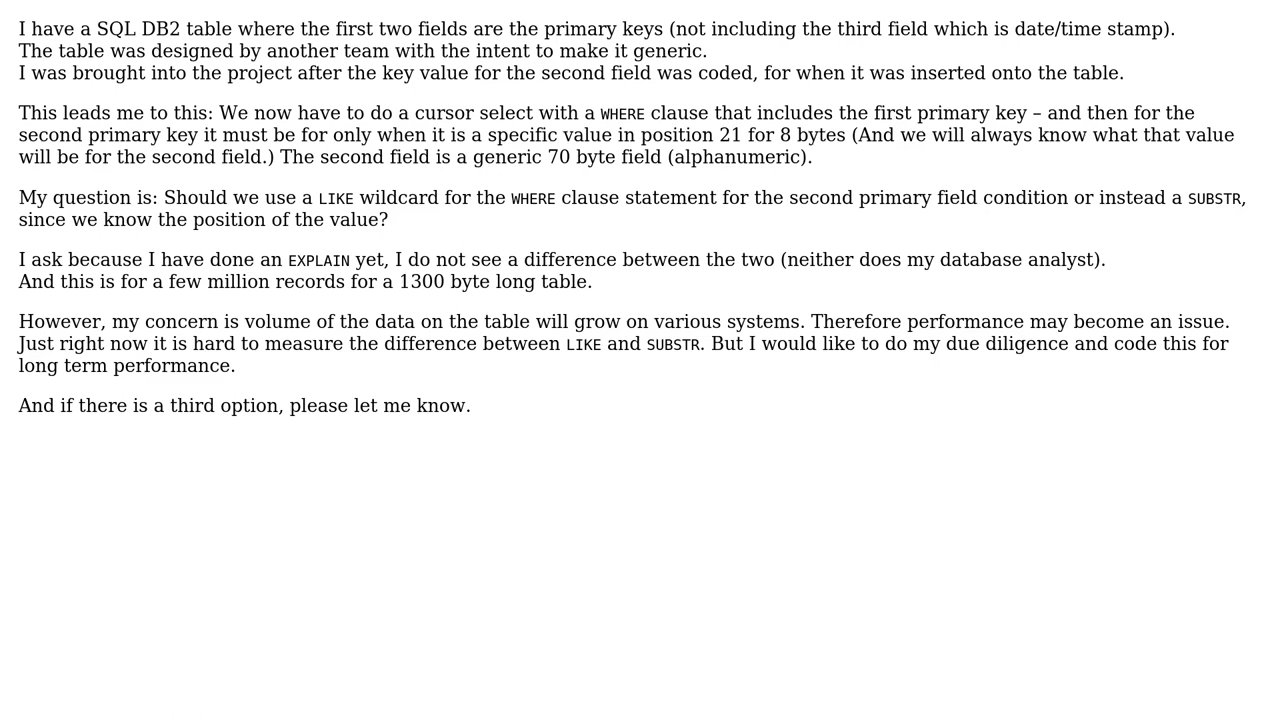 I have a SQL DB2 table where the first two fields are the primary keys (not including the third field which is date/time stamp).
The table was designed by another team with the intent to make it generic.
I was brought into the project after the key value for the second field was coded, for when it was inserted onto the table.
This leads me to this: We now have to do a cursor select with a WHERE clause that includes the first primary key – and then for the
second primary key it must be for only when it is a specific value in position 21 for 8 bytes (And we will always know what that value
will be for the second field.) The second field is a generic 70 byte field (alphanumeric).
My question is: Should we use a LIKE wildcard for the WHERE clause statement for the second primary field condition or instead a SUBSTR,
since we know the position of the value?
I ask because I have done an EXPLAIN yet, I do not see a difference between the two (neither does my database analyst).
And this is for a few million records for a 1300 byte long table.
However, my concern is volume of the data on the table will grow on various systems. Therefore performance may become an issue.
Just right now it is hard to measure the difference between LIKE and SUBSTR. But I would like to do my due diligence and code this for
long term performance.
And if there is a third option, please let me know.